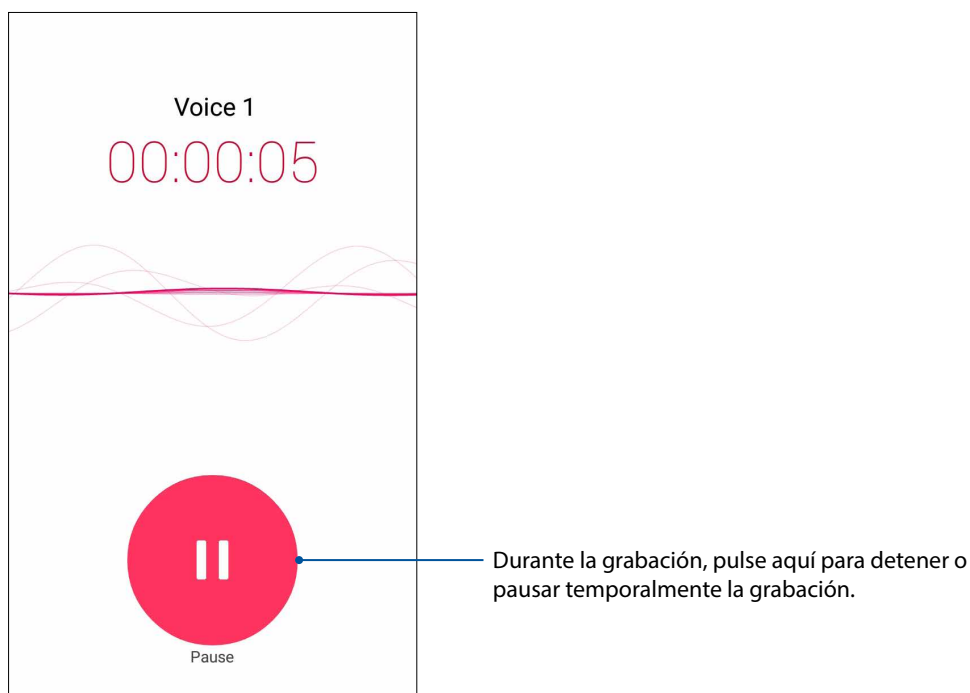 Voice 1
00:00:05
Durante la grabación, pulse aquí para detener o
pausar temporalmente la grabación.
Pause